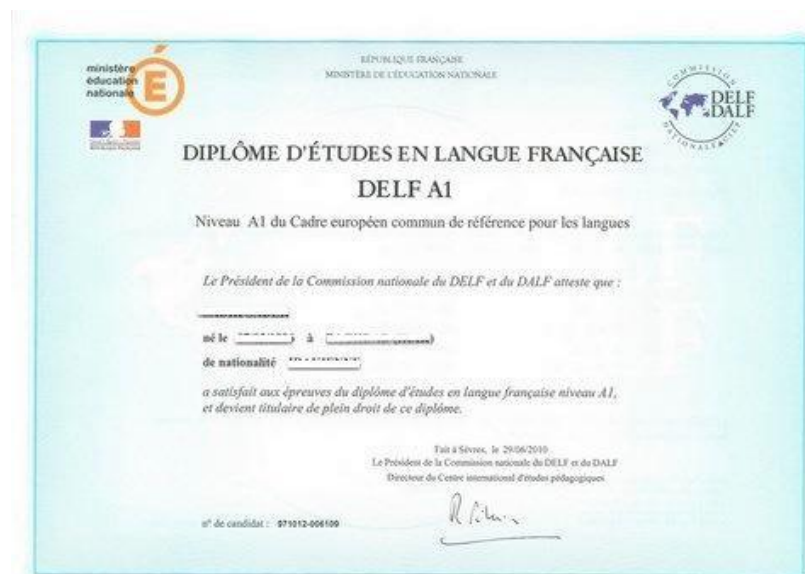 ministère
éducation
nationale
É
RÉPUBLIQUE FRANÇAISE
MINISTÈRE DE L'ÉDUCATION NATIONALE
COMMISSION NATIONALE
DELF
DALF
DIPLÔME D'ÉTUDES EN LANGUE FRANÇAISE
DELF A1
Niveau A1 du Cadre européen commun de référence pour les langues
Le Président de la Commission nationale du DELF et du DALF atteste que :
né le à
de nationalité
a satisfait aux épreuves du diplôme d'études en langue française niveau A1,
et devient titulaire de plein droit de ce diplôme.
Fait à Sèvres, le 29/06/2010
Le Président de la Commission nationale du DELF et du DALF
Directeur du Centre international d'études pédagogiques
n° de candidat : 971012-006109